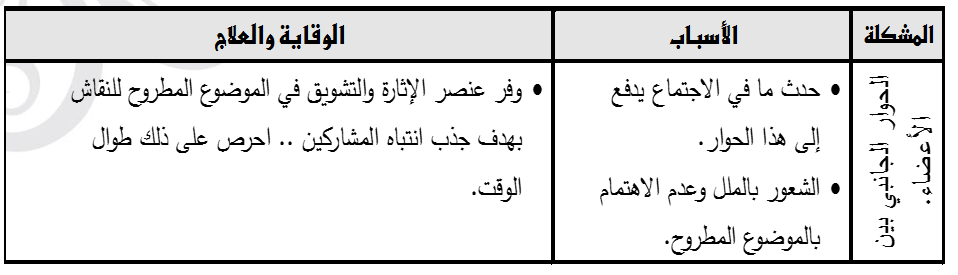 المشكلة
الأسباب
الوقاية والعلاج
الحوار الجانبي بين
الأعضاء.
• حدث ما في الاجتماع يدفع
إلى هذا الحوار.
• الشعور بالملل وعدم الاهتمام
بالموضوع المطروح.
• وفر عنصر الإثارة والتشويق في الموضوع المطروح للنقاش
بهدف جذب انتباه المشاركين .. احرص على ذلك طوال
الوقت.